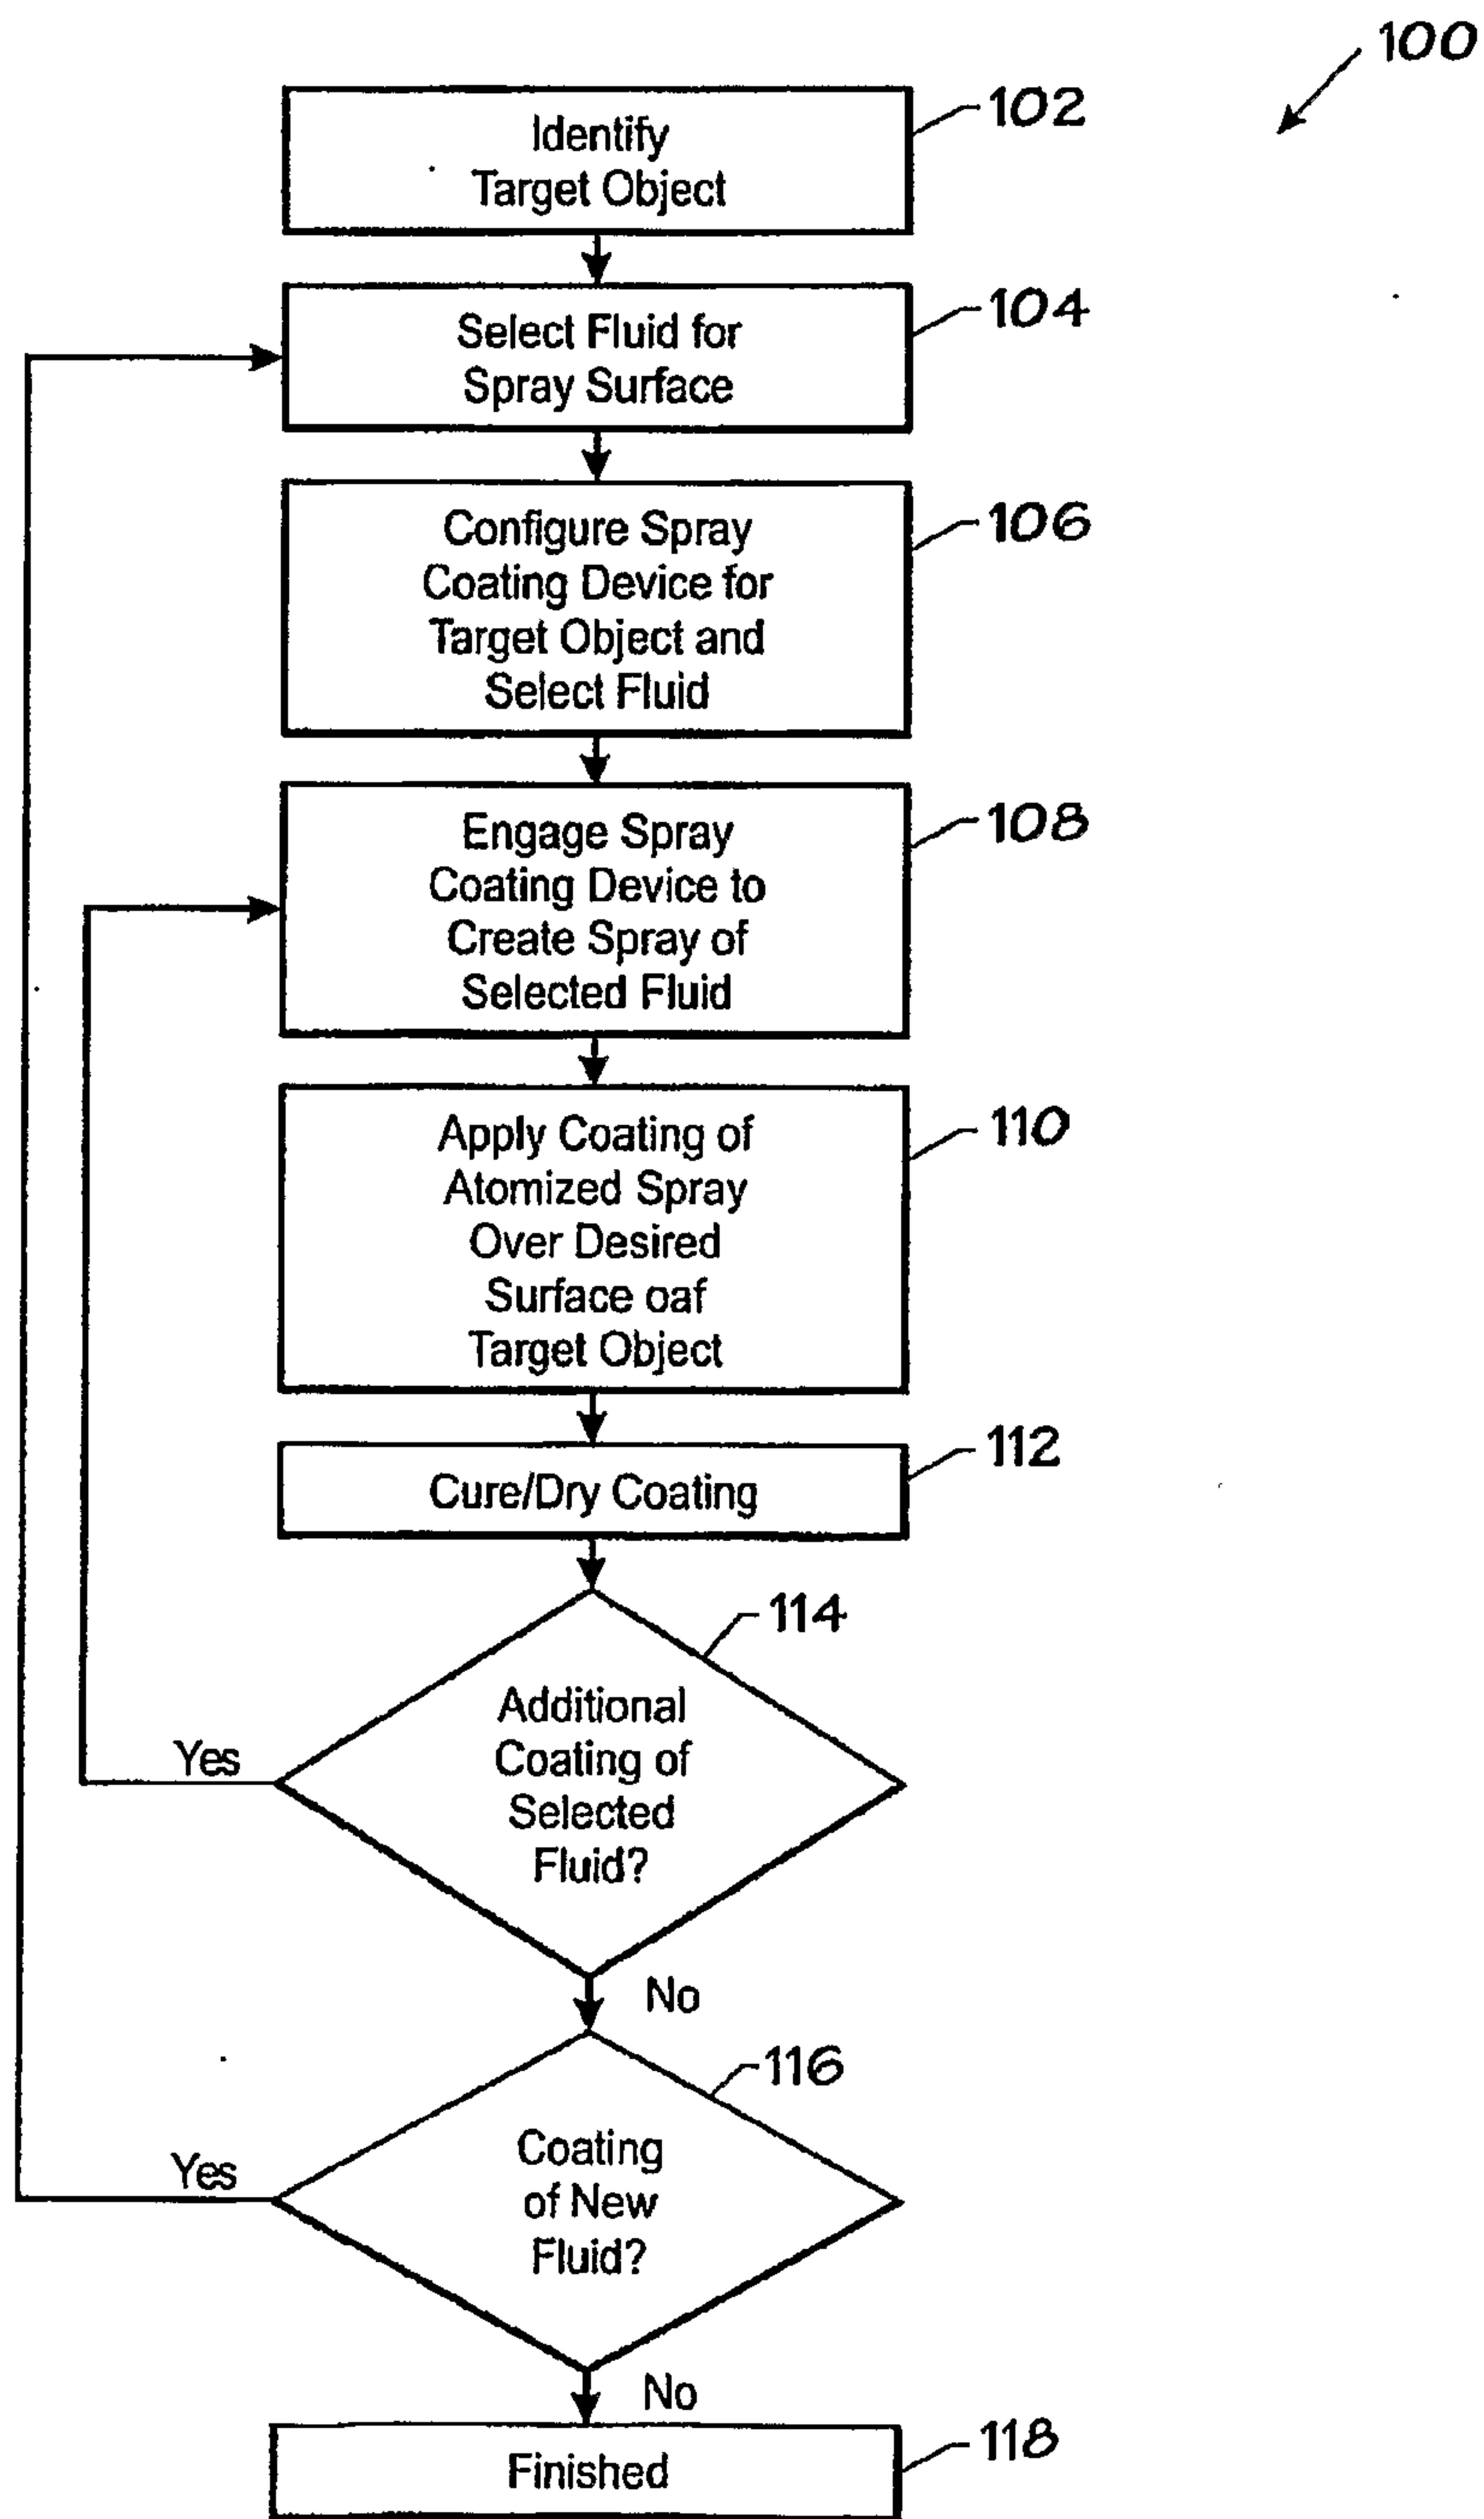 100
Identify
Target Object
102
Select Fluid for
Spray Surface
104
Configure Spray
Coating Device for
Target Object and
Select Fluid
106
Engage Spray
Coating Device to
Create Spray of
Selected Fluid
108
Apply Coating of
Atomized Spray
Over Desired
Surface oaf
Target Object
110
Cure/Dry Coating
112
114
Additional
Coating of
Selected
Fluid?
Yes
No
116
Coating
of New
Fluid?
Yes
No
Finished
118